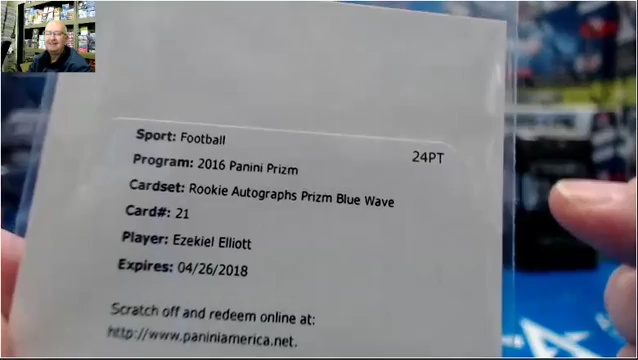 Sport: Football
24PT
Program: 2016 Panini Prizm
Cardset: Rookie Autographs Prizm Blue Wave
Card#: 21
Player: Ezekiel Elliott
Expires: 04/26/2018
Scratch off and redeem online at:
http://www.paniniamerica.net.